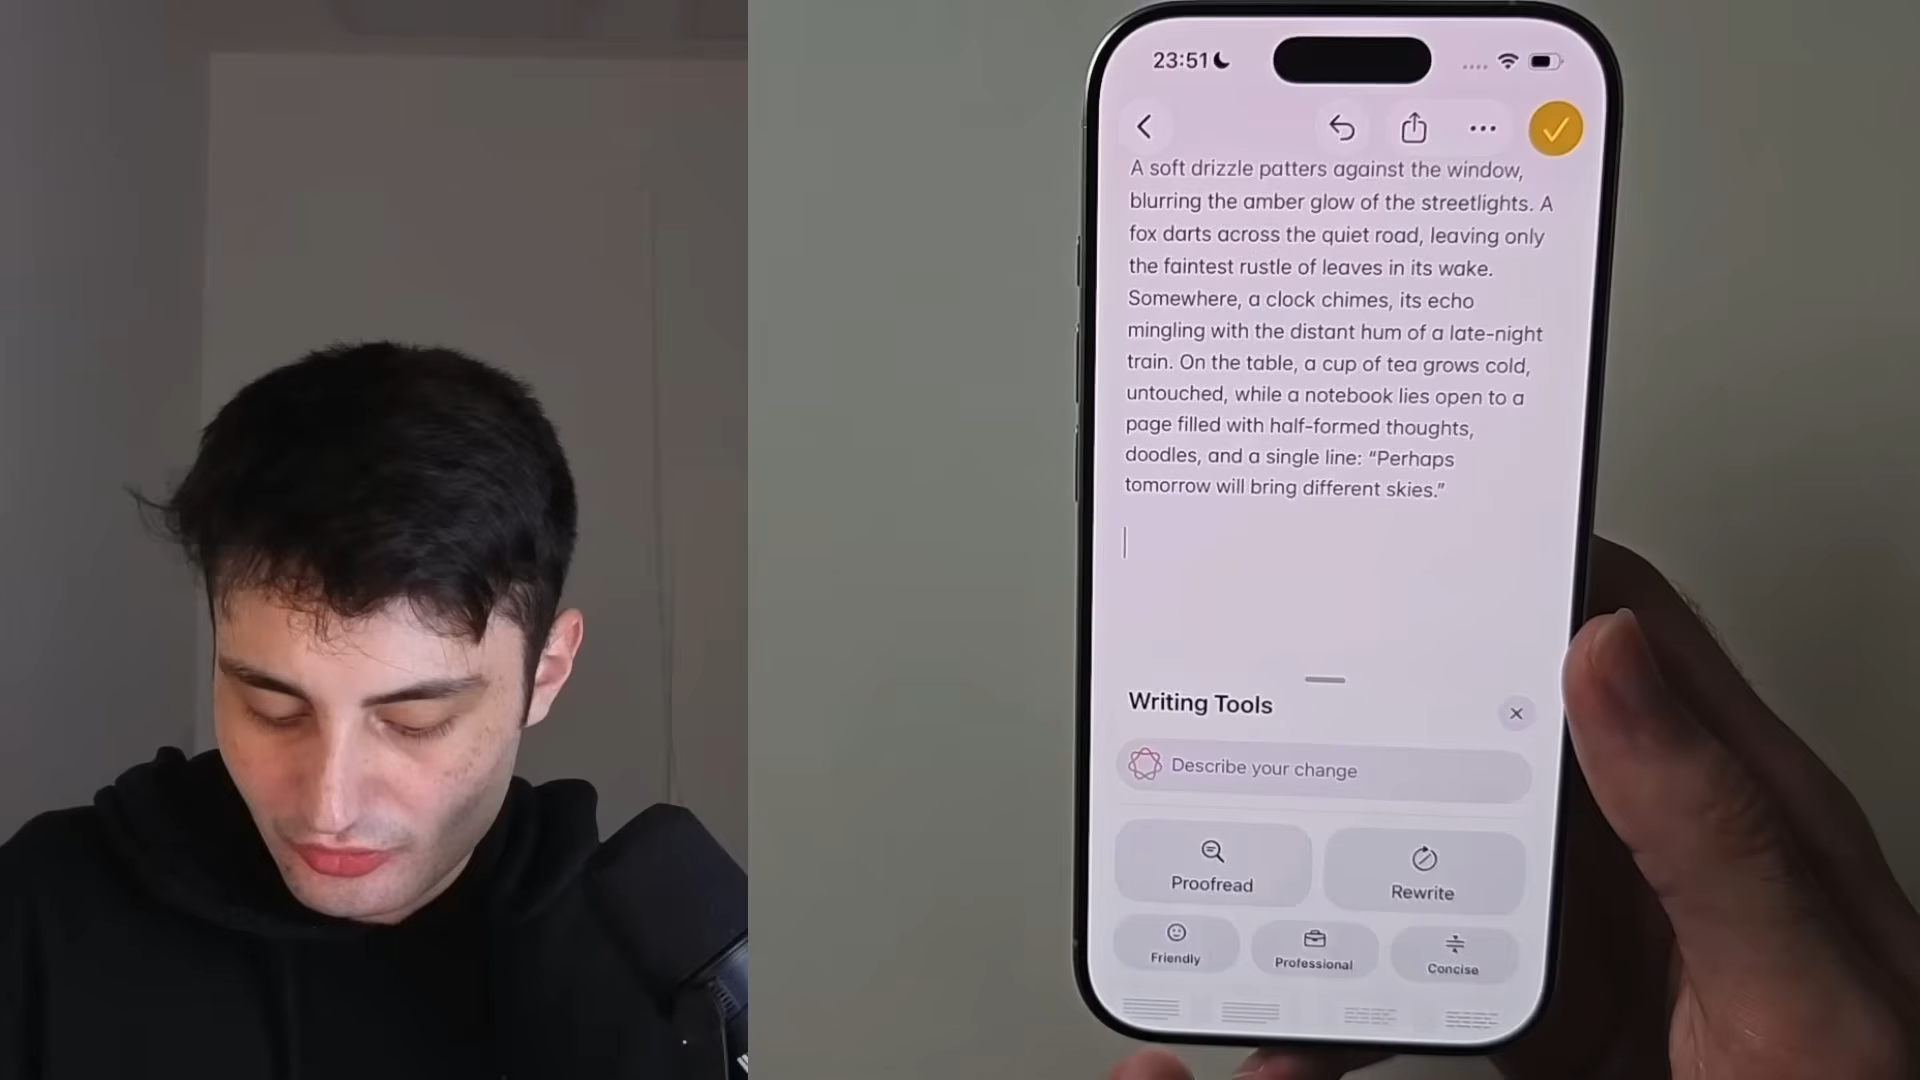 23:51
A soft drizzle patters against the window,
blurring the amber glow of the streetlights. A
fox darts across the quiet road, leaving only
the faintest rustle of leaves in its wake.
Somewhere, a clock chimes, its echo
mingling with the distant hum of a late-night
train. On the table, a cup of tea grows cold,
untouched, while a notebook lies open to a
page filled with half-formed thoughts,
doodles, and a single line: “Perhaps
tomorrow will bring different skies.”
Writing Tools
Describe your change
Proofread
Rewrite
Friendly
Professional
Concise